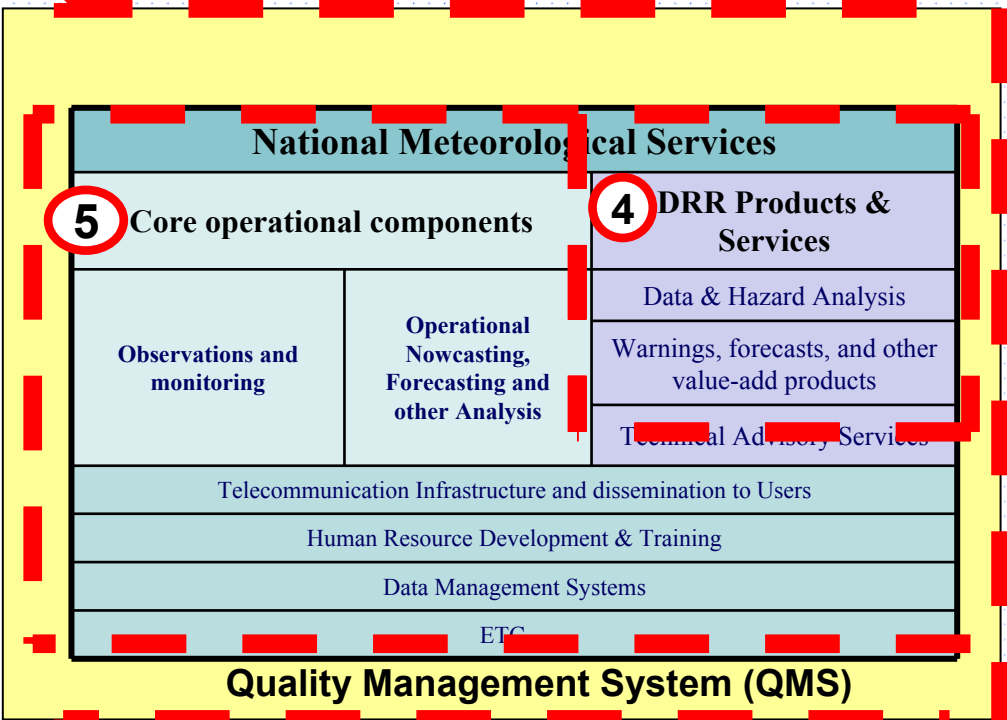 National Meteorological Services
5
Core operational components
4
DRR Products &
Services
Observations and
monitoring
Operational
Nowcasting,
Forecasting and
other Analysis
Data & Hazard Analysis
Warnings, forecasts, and other
value-add products
Technical Advisory Services
Telecommunication Infrastructure and dissemination to Users
Human Resource Development & Training
Data Management Systems
ETC
Quality Management System (QMS)